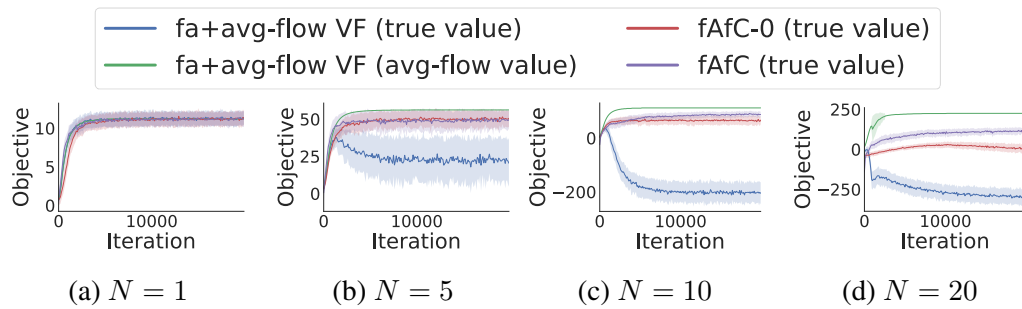 fa+avg-flow VF (true value)
fAfC-0 (true value)
fa+avg-flow VF (avg-flow value)
fAfC (true value)
Objective
10
5
0
0
10000
Iteration
(a) N = 1
Objective
50
25
0
0
10000
Iteration
(b) N = 5
Objective
0
−200
0
10000
Iteration
(c) N = 10
Objective
250
0
−250
0
10000
Iteration
(d) N = 20